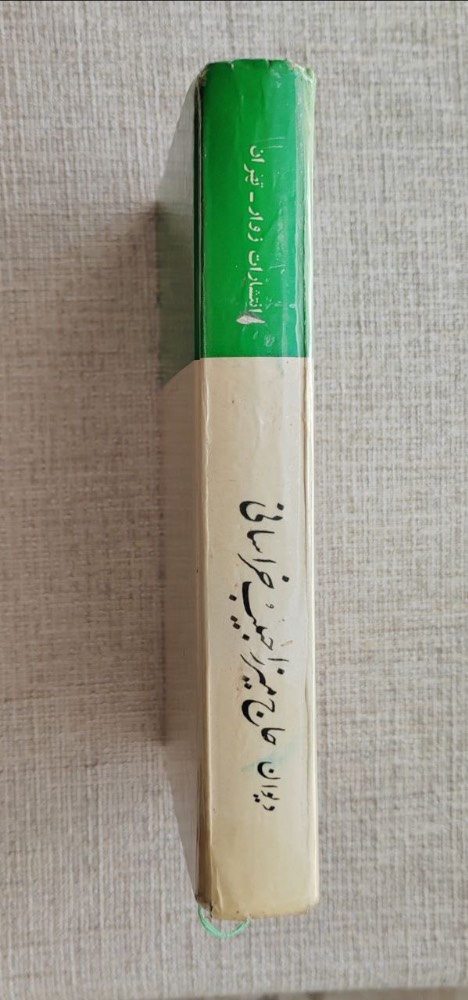 دیوان حاج میرزا حبیب خراسانی
انتشارات زوار - تهران